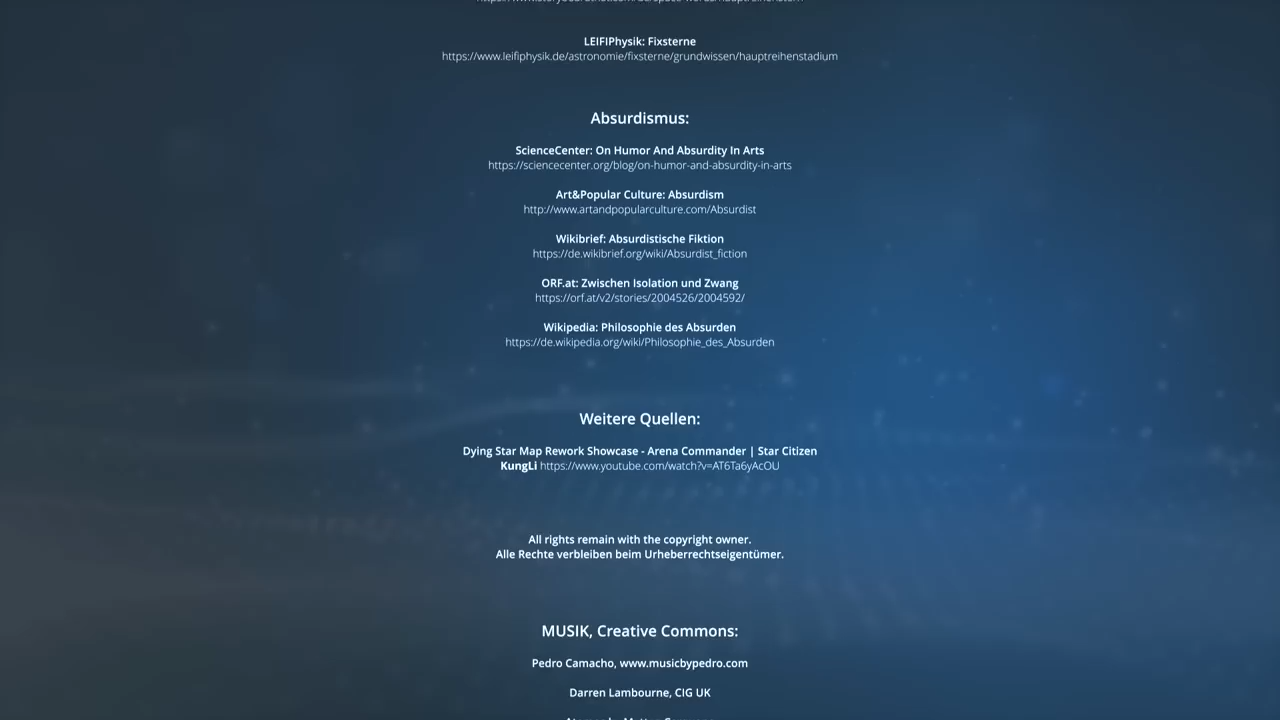 LEIFIPhysik: Fixsterne
https://www.leifiphysik.de/astronomie/fixsterne/grundwissen/hauptreihenstadium
Absurdismus:
ScienceCenter: On Humor And Absurdity In Arts
https://sciencecenter.org/blog/on-humor-and-absurdity-in-arts
Art&Popular Culture: Absurdism
http://www.artandpopularculture.com/Absurdist
Wikibrief: Absurdistische Fiktion
https://de.wikibrief.org/wiki/Absurdist_fiction
ORF.at: Zwischen Isolation und Zwang
https://orf.at/v2/stories/2004526/2004592/
Wikipedia: Philosophie des Absurden
https://de.wikipedia.org/wiki/Philosophie_des_Absurden
Weitere Quellen:
Dying Star Map Rework Showcase - Arena Commander | Star Citizen
KungLi https://www.youtube.com/watch?v=AT6Ta6yAcOU
All rights remain with the copyright owner.
Alle Rechte verbleiben beim Urheberrechtseigentümer.
MUSIK, Creative Commons:
Pedro Camacho, www.musicbypedro.com
Darren Lambourne, CIG UK